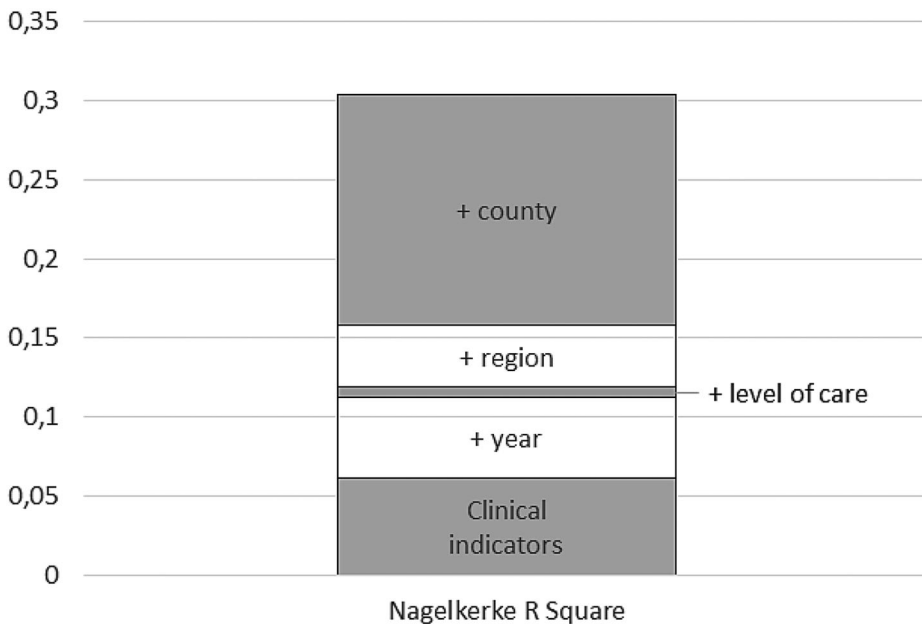 0,35
0,3
+ county
0,25
0,2
0,15
+ region
+ level of care
0,1
+ year
0,05
Clinical
indicators
0
Nagelkerke R Square